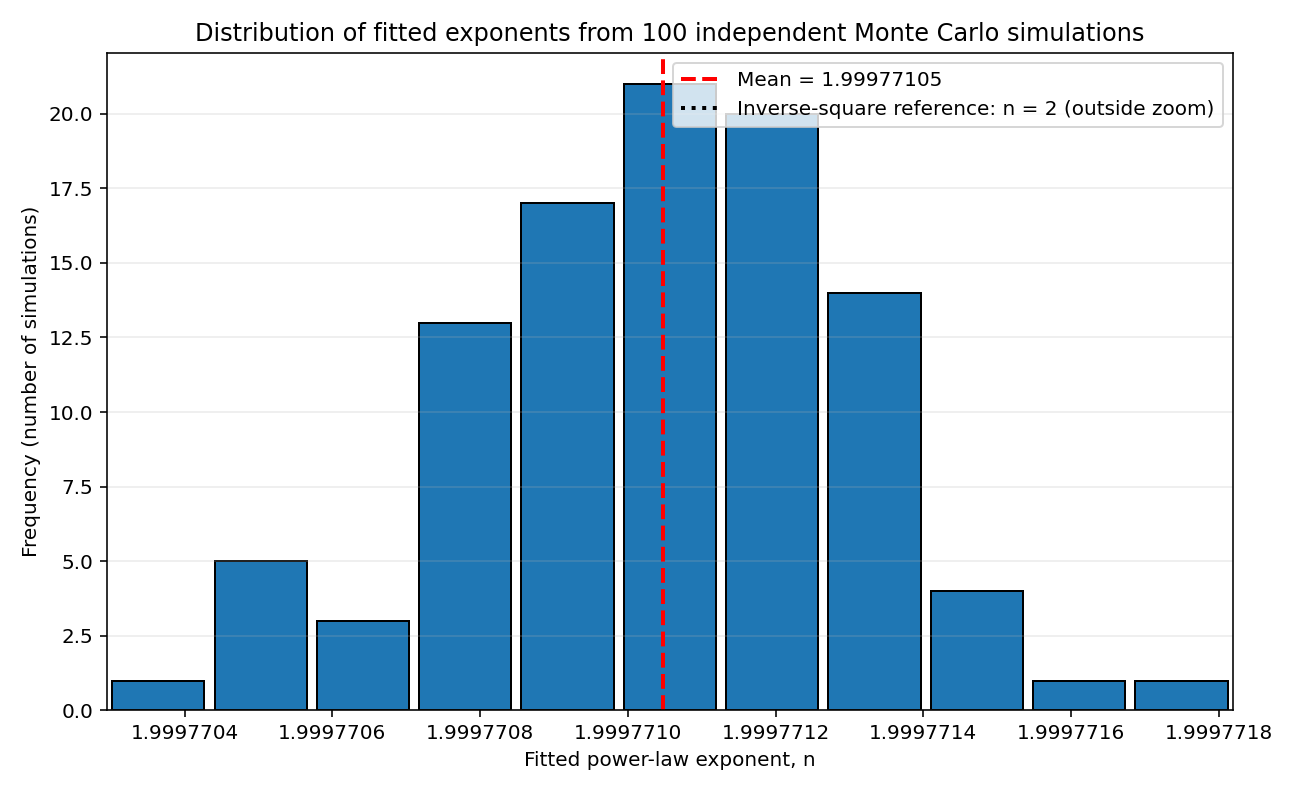 Distribution of fitted exponents from 100 independent Monte Carlo simulations
Mean = 1.99977105
Inverse-square reference: n = 2 (outside zoom)
Frequency (number of simulations)
20.0
17.5
15.0
12.5
10.0
7.5
5.0
2.5
0.0
1.9997704 1.9997706 1.9997708 1.9997710 1.9997712 1.9997714 1.9997716 1.9997718
Fitted power-law exponent, n